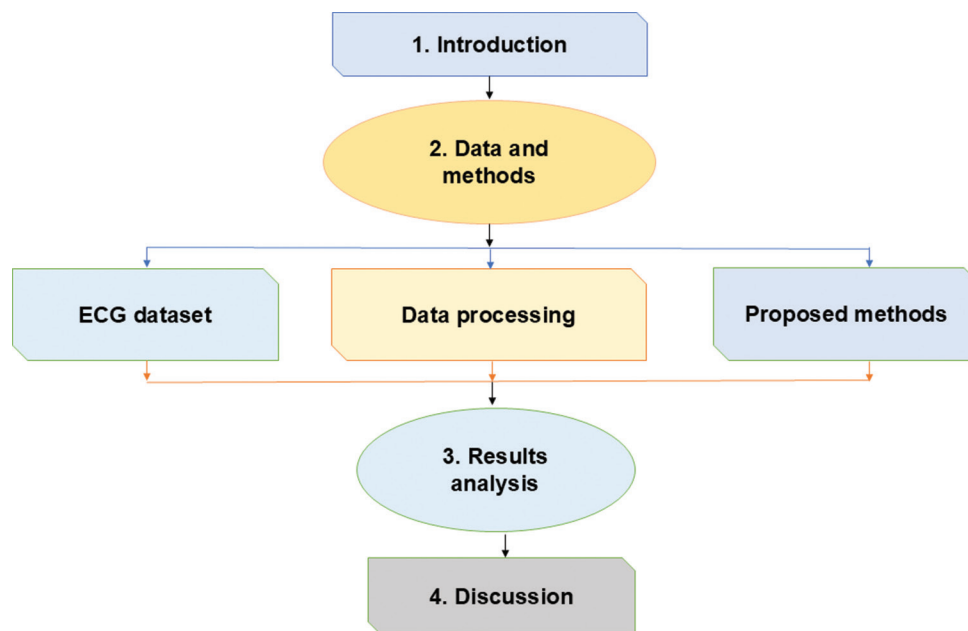 1. Introduction
2. Data and
methods
ECG dataset
Data processing
Proposed methods
3. Results
analysis
4. Discussion